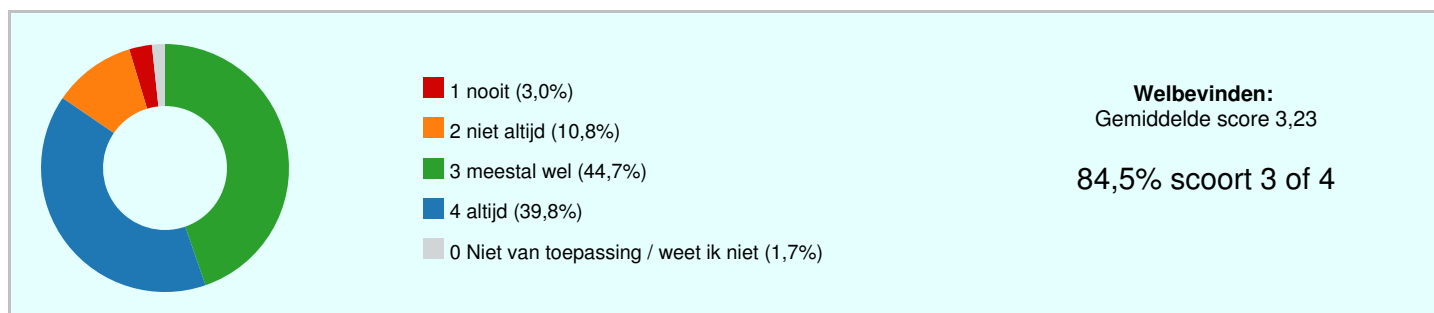 1 nooit (3,0%)
2 niet altijd (10,8%)
3 meestal wel (44,7%)
4 altijd (39,8%)
0 Niet van toepassing / weet ik niet (1,7%)
Welbevinden:
Gemiddelde score 3,23
84,5% scoort 3 of 4